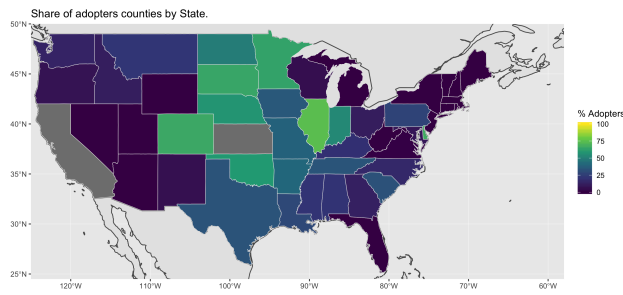 Share of adopters counties by State.
50°N
45°N
40°N
35°N
30°N
25°N
120°W
110°W
100°W
90°W
80°W
70°W
60°W
% Adopters
100
75
50
25
0